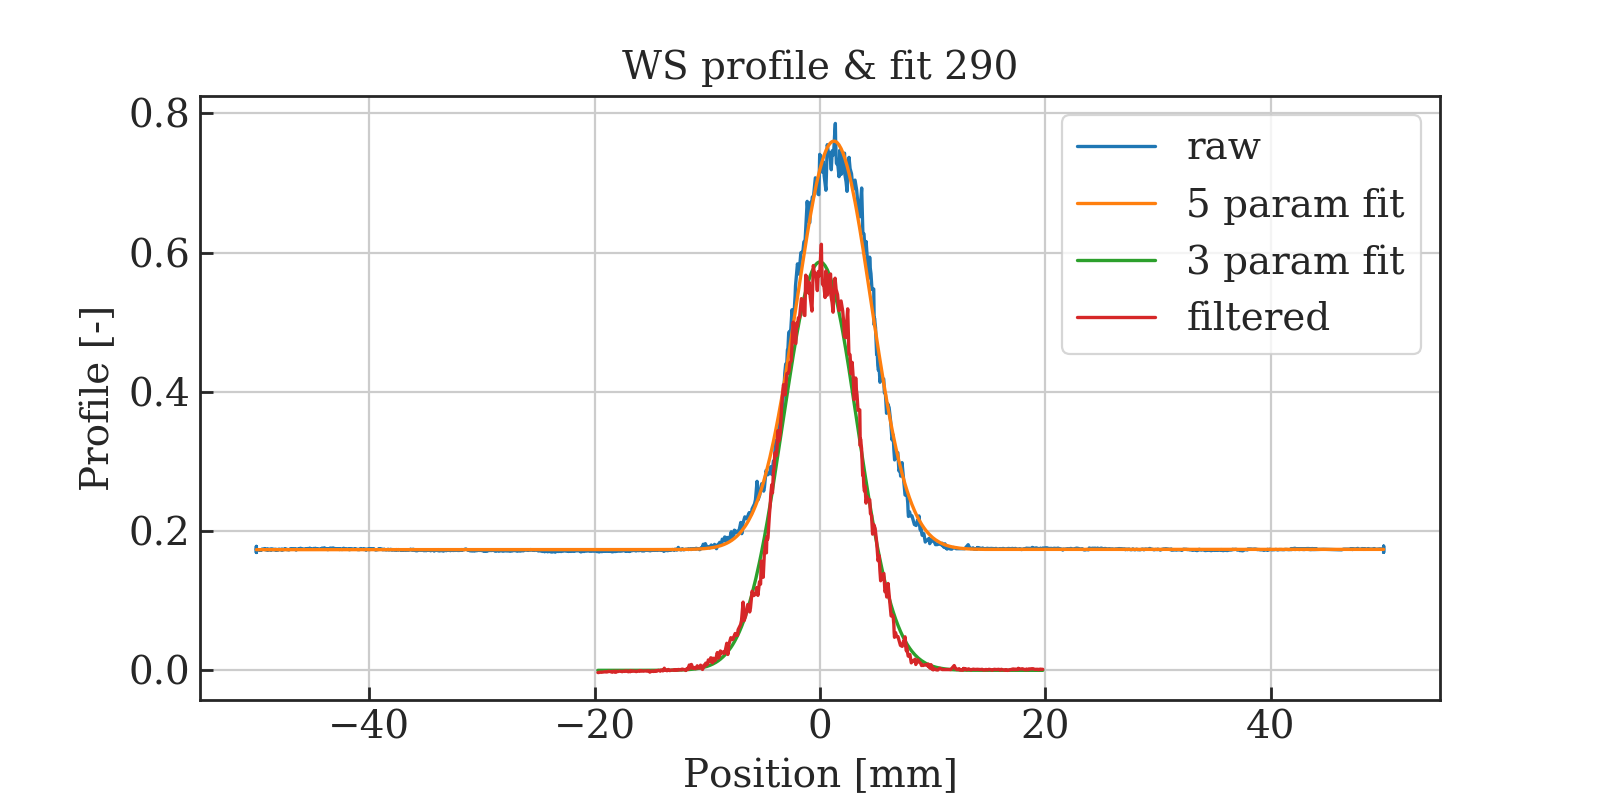 WS profile & fit 290
0.8
0.6
0.4
0.2
0.0
Profile [-]
raw
5 param fit
3 param fit
filtered
−40
−20
0
20
40
Position [mm]